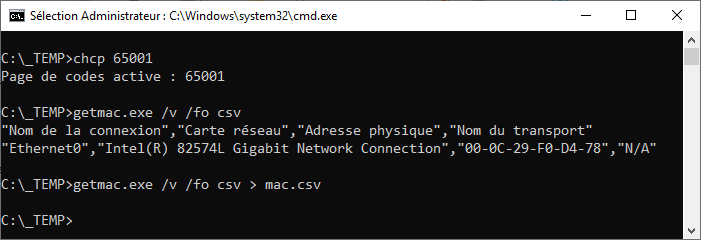 Sélection Administrateur : C:\Windows\system32\cmd.exe
C:\_TEMP>chcp 65001
Page de codes active : 65001
C:\_TEMP>getmac.exe /v /fo csv
"Nom de la connexion","Carte réseau","Adresse physique","Nom du transport"
"Ethernet0","Intel(R) 82574L Gigabit Network Connection","00-0C-29-F0-D4-78","N/A"
C:\_TEMP>getmac.exe /v /fo csv > mac.csv
C:\_TEMP>